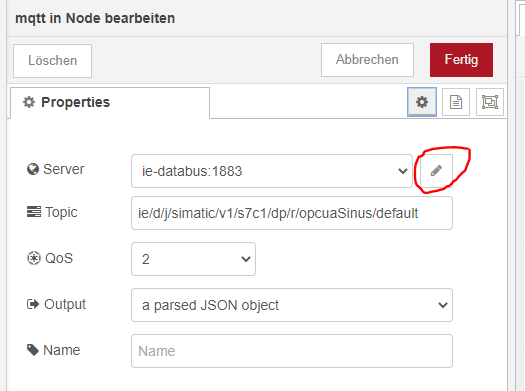 mqtt in Node bearbeiten
Löschen Abbrechen Fertig
Properties
Server ie-databus:1883
Topic ie/d/j/simatic/v1/s7c1/dp/r/opcuaSinus/default
QoS 2
Output a parsed JSON object
Name Name